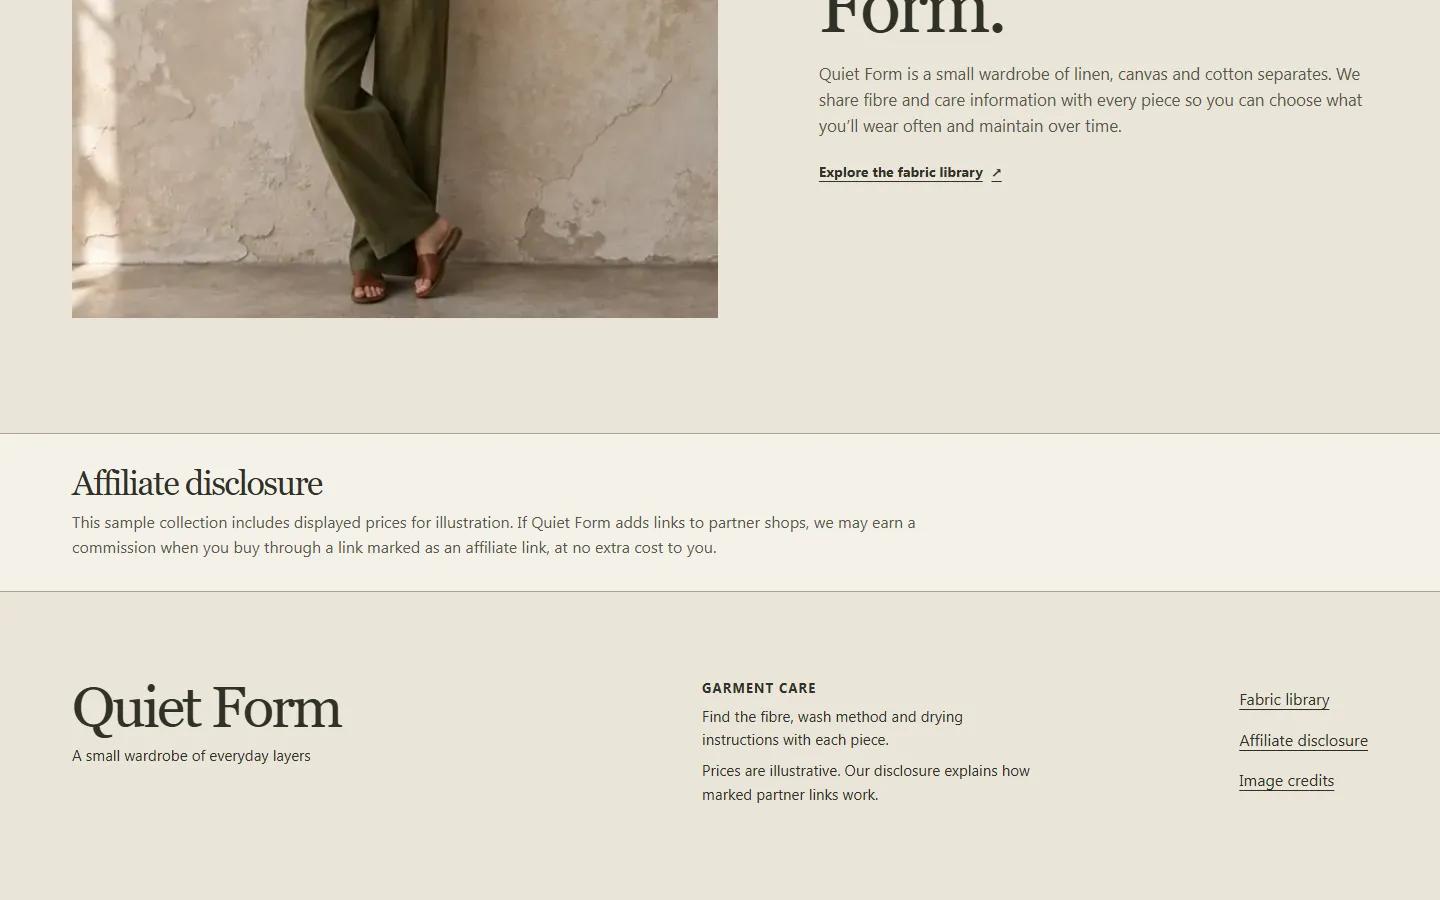 Form.
Quiet Form is a small wardrobe of linen, canvas and cotton separates. We
share fibre and care information with every piece so you can choose what
you’ll wear often and maintain over time.
Explore the fabric library ↗
Affiliate disclosure
This sample collection includes displayed prices for illustration. If Quiet Form adds links to partner shops, we may earn a
commission when you buy through a link marked as an affiliate link, at no extra cost to you.
Quiet Form
A small wardrobe of everyday layers
GARMENT CARE
Find the fibre, wash method and drying
instructions with each piece.
Prices are illustrative. Our disclosure explains how
marked partner links work.
Fabric library
Affiliate disclosure
Image credits